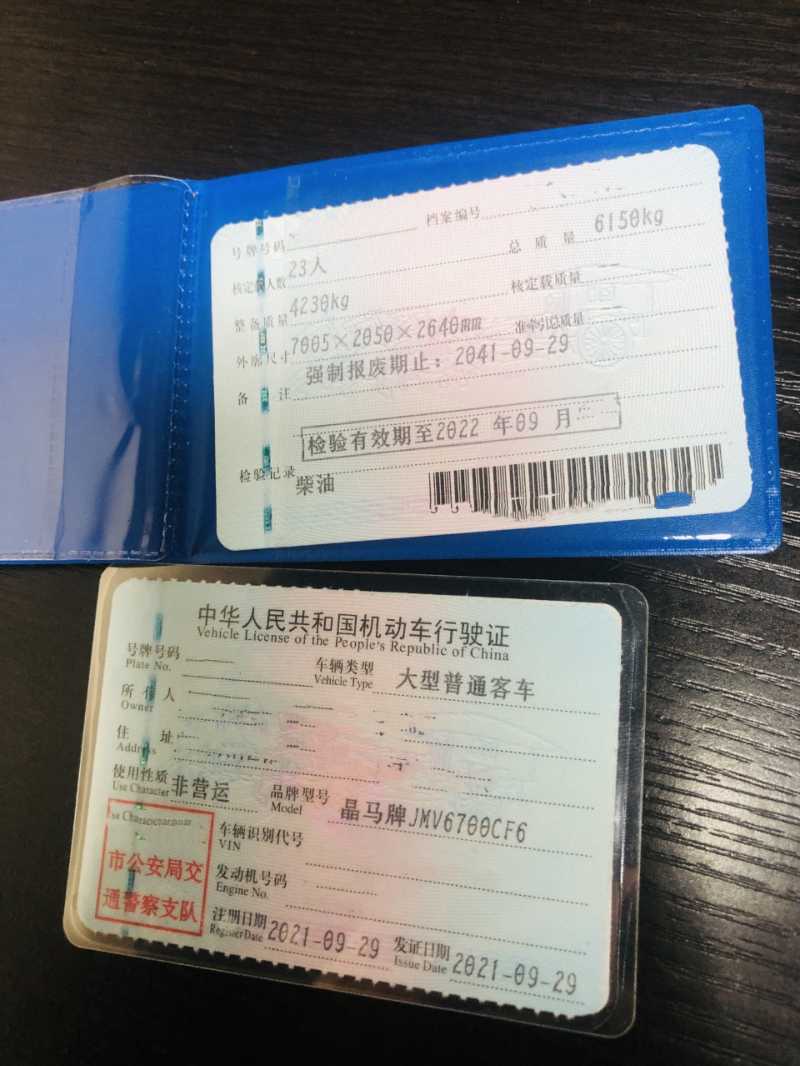 号牌号码 档案编号
核定载人数 23人 总质量 6150kg
整备质量 4230kg 核定载质量
外廓尺寸 7005×2050×2640mm 准牵引总质量
备注 强制报废期止：2041-09-29
检验有效期至2022 年09 月
检验记录 柴油
中华人民共和国机动车行驶证
Vehicle License of the People's Republic of China
号牌号码 车辆类型 大型普通客车
Plate No. Vehicle Type
所有人
Owner
住址
Address
使用性质 非营运 品牌型号 晶马牌JMV6700CF6
Use Character Model
Use Character
市公安局交
通警察支队
车辆识别代号
VIN
发动机号码
Engine No.
注册日期 2021-09-29 发证日期 2021-09-29
Register Date Issue Date